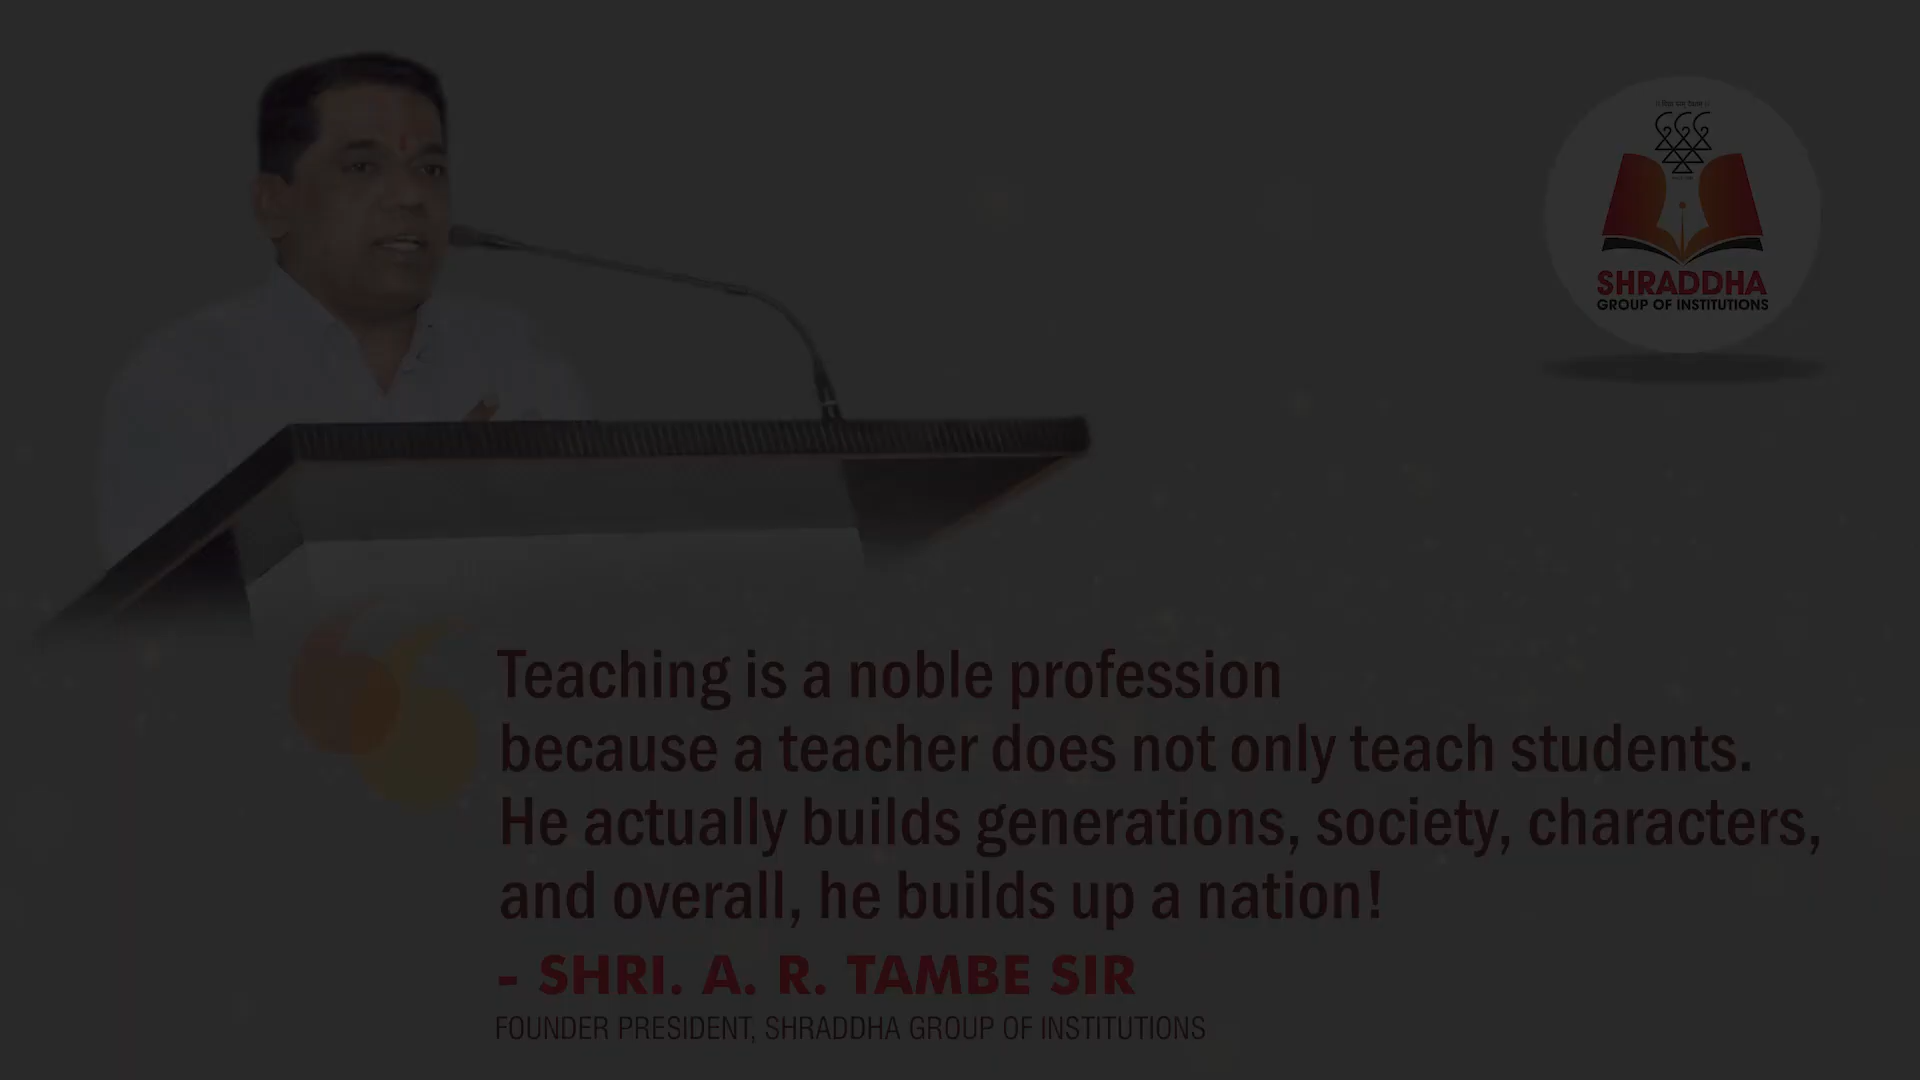 SHRADDHA
GROUP OF INSTITUTIONS
Teaching is a noble profession
because a teacher does not only teach students.
He actually builds generations, society, characters,
and overall, he builds up a nation!
- SHRI. A. R. TAMBE SIR
FOUNDER PRESIDENT, SHRADDHA GROUP OF INSTITUTIONS